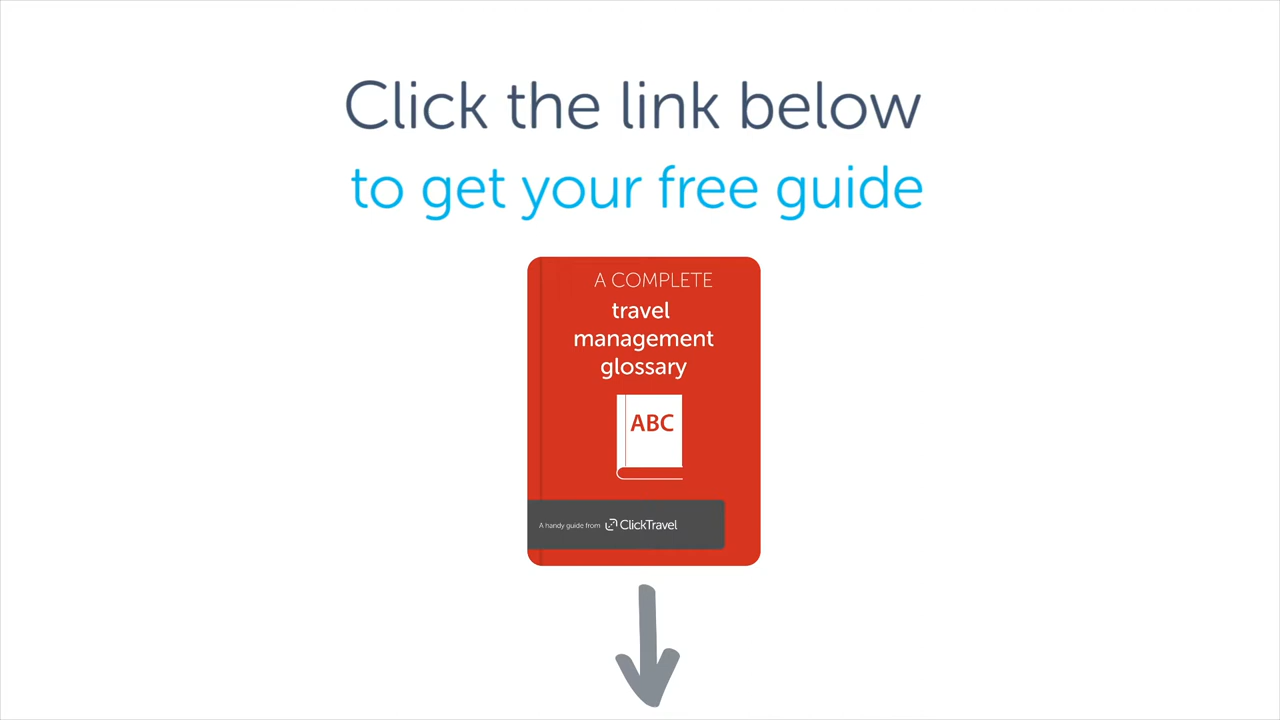 Click the link below
to get your free guide
A COMPLETE
travel
management
glossary
ABC
A handy guide from ClickTravel